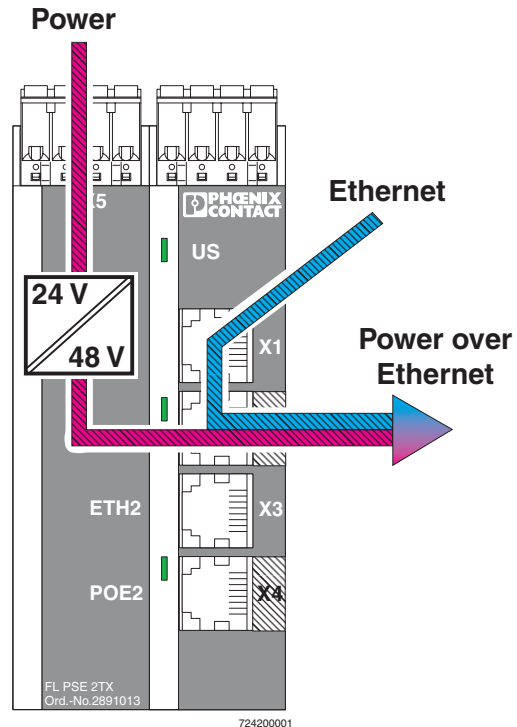 Power
X5
PHŒNIX
CONTACT
Ethernet
US
24 V
48 V
X1
Power over
Ethernet
ETH2
X3
POE2
X4
FL PSE 2TX
Ord.-No.2891013
724200001